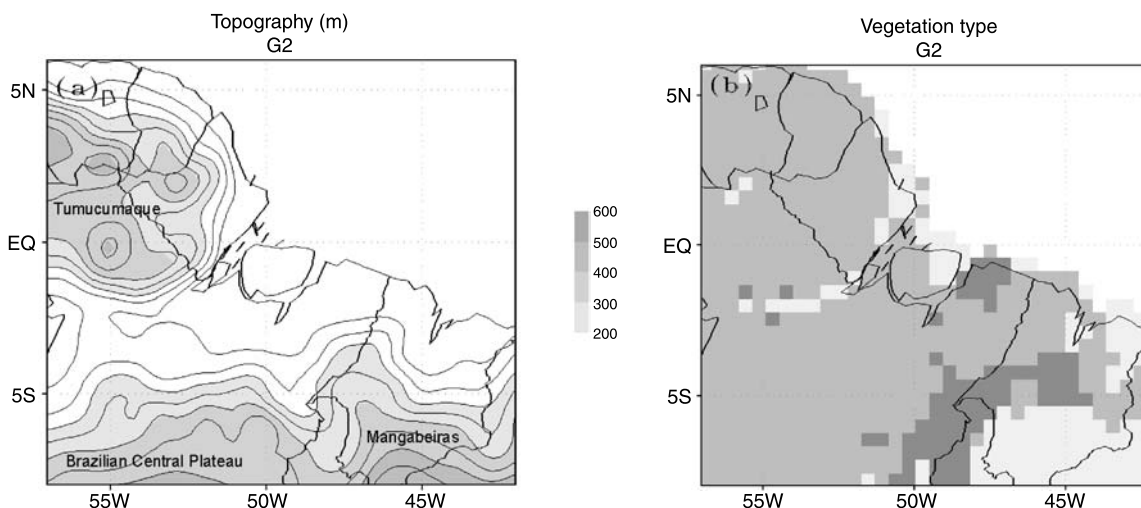 Topography (m)
G2
(a)
5N
EQ
5S
55W
50W
45W
Tumucumaque
Mangabeiras
Brazilian Central Plateau
600
500
400
300
200
Vegetation type
G2
(b)
5N
EQ
5S
55W
50W
45W